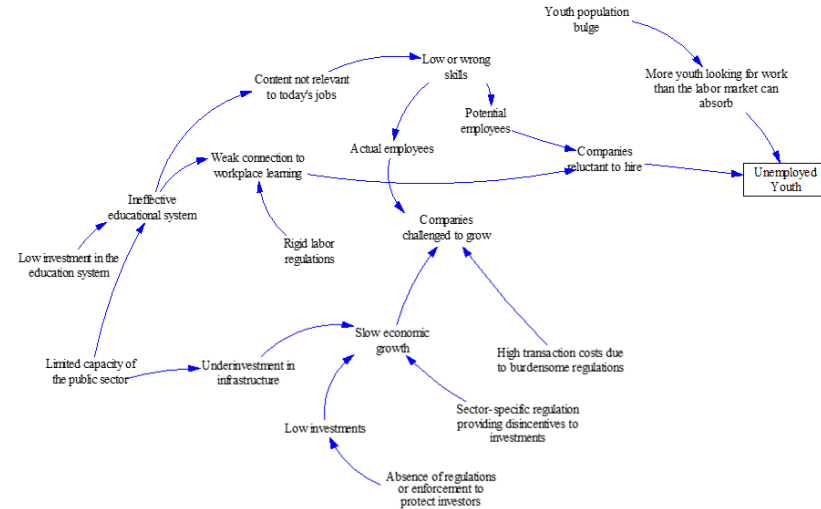 Youth population
bulge
Low or wrong
skills
Content not relevant
to today's jobs
More youth looking for work
than the labor market can
absorb
Potential
employees
Actual employees
Companies
reluctant to hire
Weak connection to
workplace learning
Unemployed
Youth
Ineffective
educational system
Companies
challenged to grow
Rigid labor
regulations
Low investment in the
education system
Slow economic
growth
High transaction costs due
to burdensome regulations
Limited capacity of
the public sector
Underinvestment in
infrastructure
Sector-specific regulation
providing disincentives to
investments
Low investments
Absence of regulations
or enforcement to
protect investors